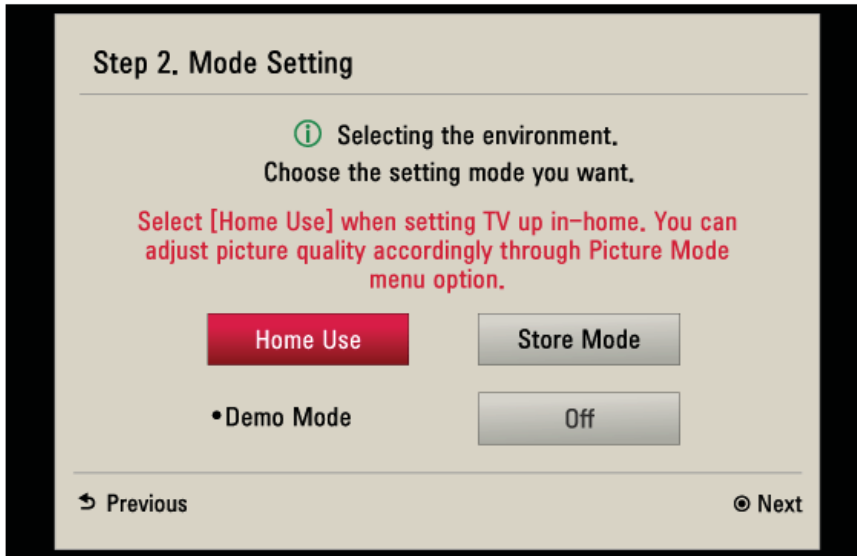 Step 2. Mode Setting
ⓘ Selecting the environment.
Choose the setting mode you want.
Select [Home Use] when setting TV up in-home. You can
adjust picture quality accordingly through Picture Mode
menu option.
Home Use Store Mode
•Demo Mode Off
Previous Next